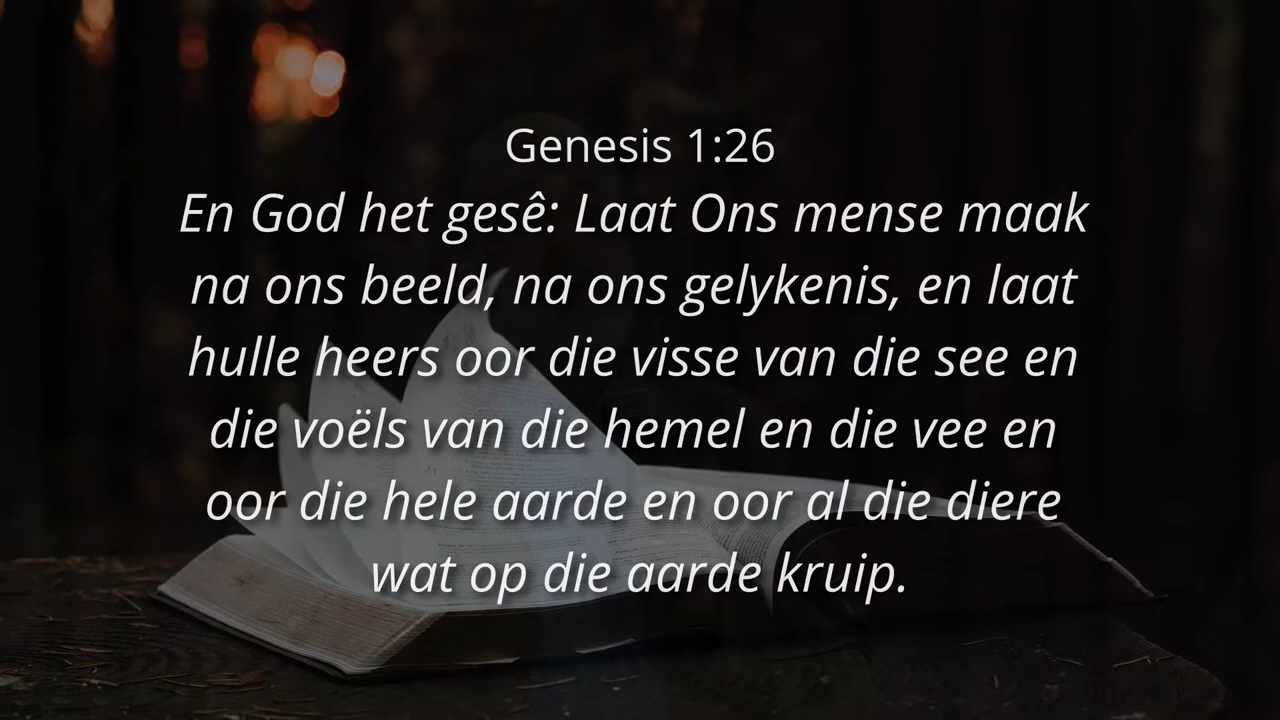 Genesis 1:26
En God het gesê: Laat Ons mense maak
na ons beeld, na ons gelykenis, en laat
hulle heers oor die visse van die see en
die voëls van die hemel en die vee en
oor die hele aarde en oor al die diere
wat op die aarde kruip.